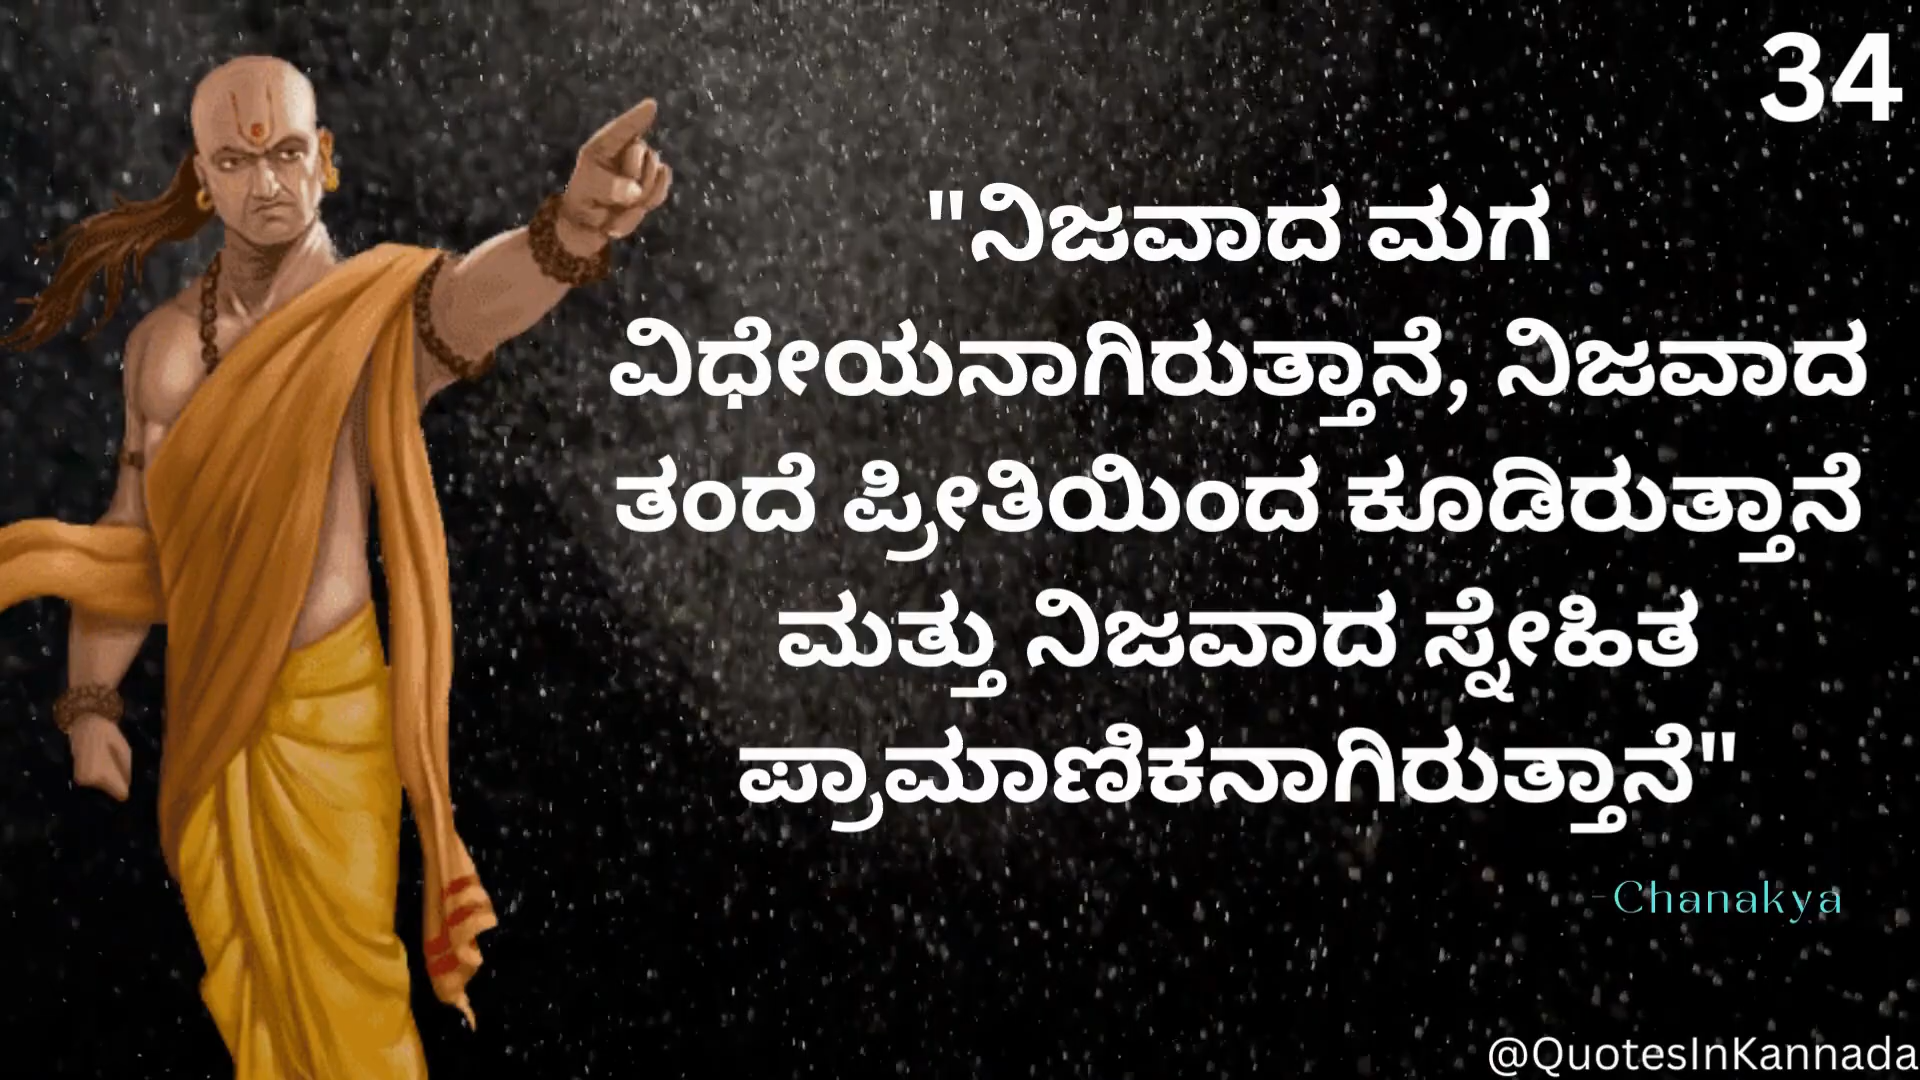 34
"ನಿಜವಾದ ಮಗ
ವಿಧೇಯನಾಗಿರುತ್ತಾನೆ, ನಿಜವಾದ
ತಂದೆ ಪ್ರೀತಿಯಿಂದ ಕೂಡಿರುತ್ತಾನೆ
ಮತ್ತು ನಿಜವಾದ ಸ್ನೇಹಿತ
ಪ್ರಾಮಾಣಿಕನಾಗಿರುತ್ತಾನೆ"
-Chanakya
@QuotesInKannada